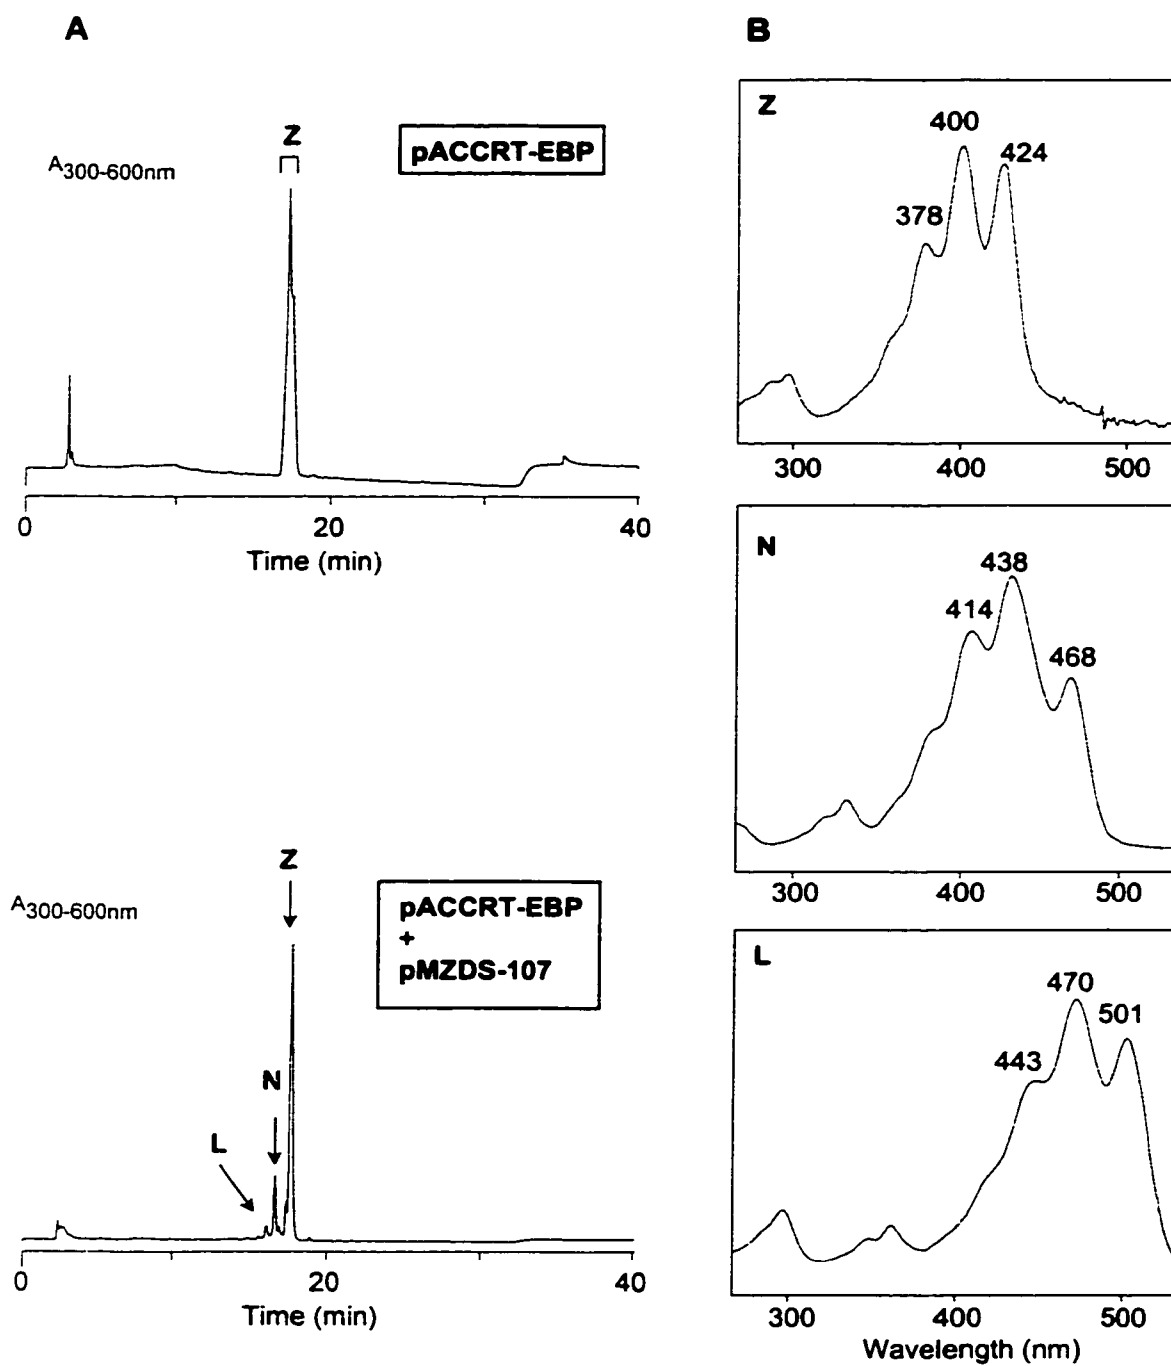 A
A300-600nm
Z
pACCRT-EBP
0
20
40
Time (min)
A300-600nm
Z
N
L
pACCRT-EBP
+
pMZDS-107
0
20
40
Time (min)
B
Z
378
400
424
300
400
500
N
414
438
468
300
400
500
L
443
470
501
300
400
500
Wavelength (nm)